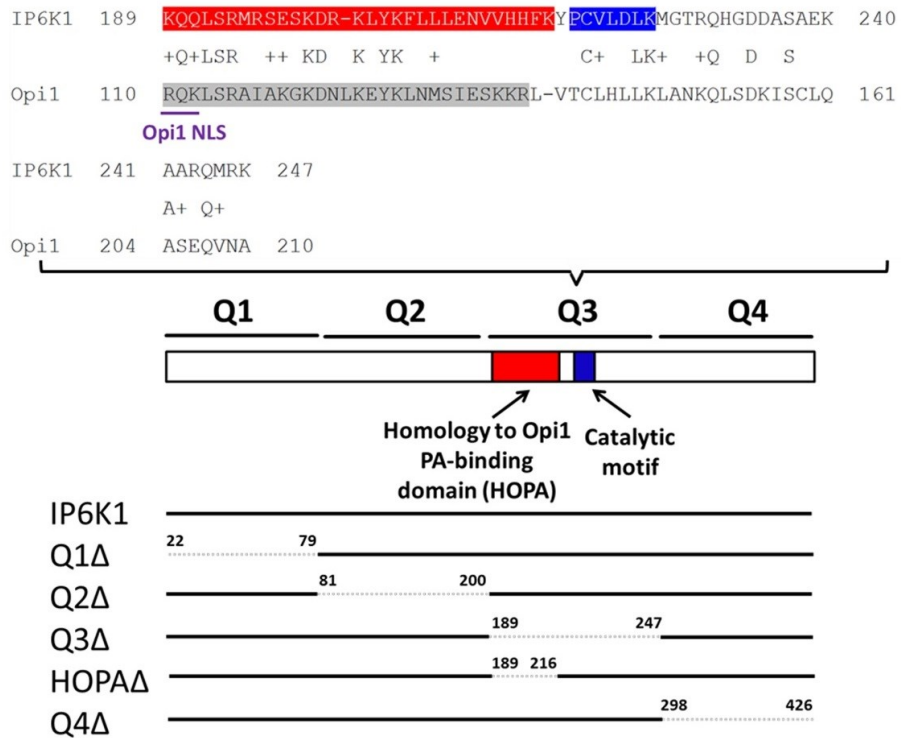 IP6K1 189 KQQLSRMRSESKDR-KLYKFLLLENVVHHFKYPCVLDLKMGTRQHGDDASAEK 240
+Q+LSR ++ KD K YK + C+ LK+ +Q D S
Opi1 110 RQKLSRAIAKGKDNLKEYKLNMSIESKKRL-VTCLHLLKLANKQLSDKISCLQ 161
Opi1 NLS
IP6K1 241 AARQMRK 247
A+ Q+
Opi1 204 ASEQVNA 210
Q1 Q2 Q3 Q4
Homology to Opi1
PA-binding
domain (HOPA)
Catalytic
motif
IP6K1
Q1Δ 22 79
Q2Δ 81 200
Q3Δ 189 247
HOPAΔ 189 216
Q4Δ 298 426